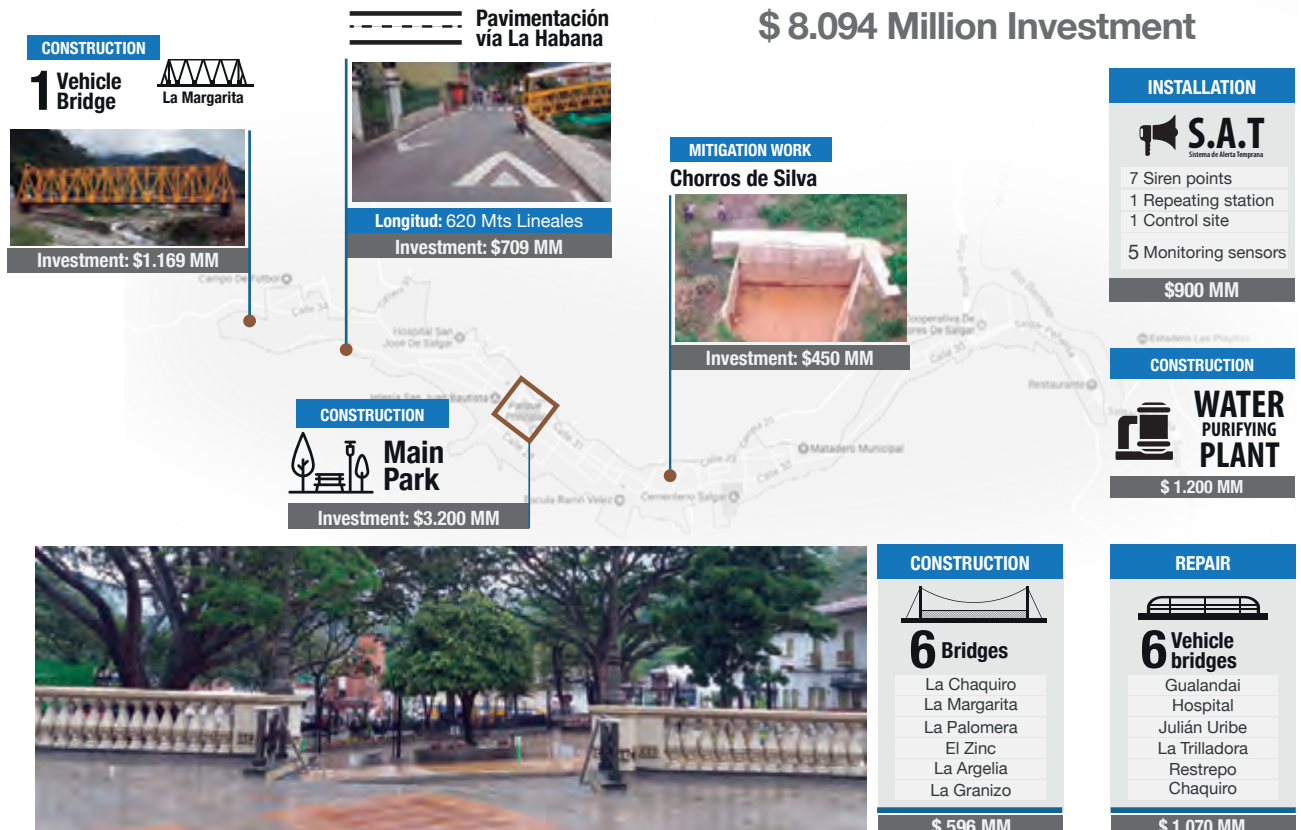 $ 8.094 Million Investment
CONSTRUCTION
1 Vehicle
Bridge
La Margarita
Investment: $1.169 MM
Pavimentación
vía La Habana
Longitud: 620 Mts Lineales
Investment: $709 MM
MITIGATION WORK
Chorros de Silva
Investment: $450 MM
INSTALLATION
S.A.T
Sistema de Alerta Temprana
7 Siren points
1 Repeating station
1 Control site
5 Monitoring sensors
$900 MM
CONSTRUCTION
WATER
PURIFYING
PLANT
$ 1.200 MM
CONSTRUCTION
Main
Park
Investment: $3.200 MM
Campo De Fútbol
Calle 34
Hospital San
José De Salgar
Iglesia San Juan Bautista
Parque
Principal
Calle 31
Cementerio Salgar
Matadero Municipal
Calle 30
Calle 30
Restaurante
Estadero Las Playitas
CONSTRUCTION
6 Bridges
La Chaquiro
La Margarita
La Palomera
El Zinc
La Argelia
La Granizo
$ 596 MM
REPAIR
6 Vehicle
bridges
Gualandai
Hospital
Julián Uribe
La Trilladora
Restrepo
Chaquiro
$ 1.070 MM